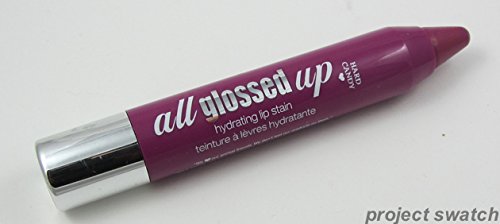 all glossed up
HARD
CANDY
hydrating lip stain
teinture à lèvres hydratante
project swatch